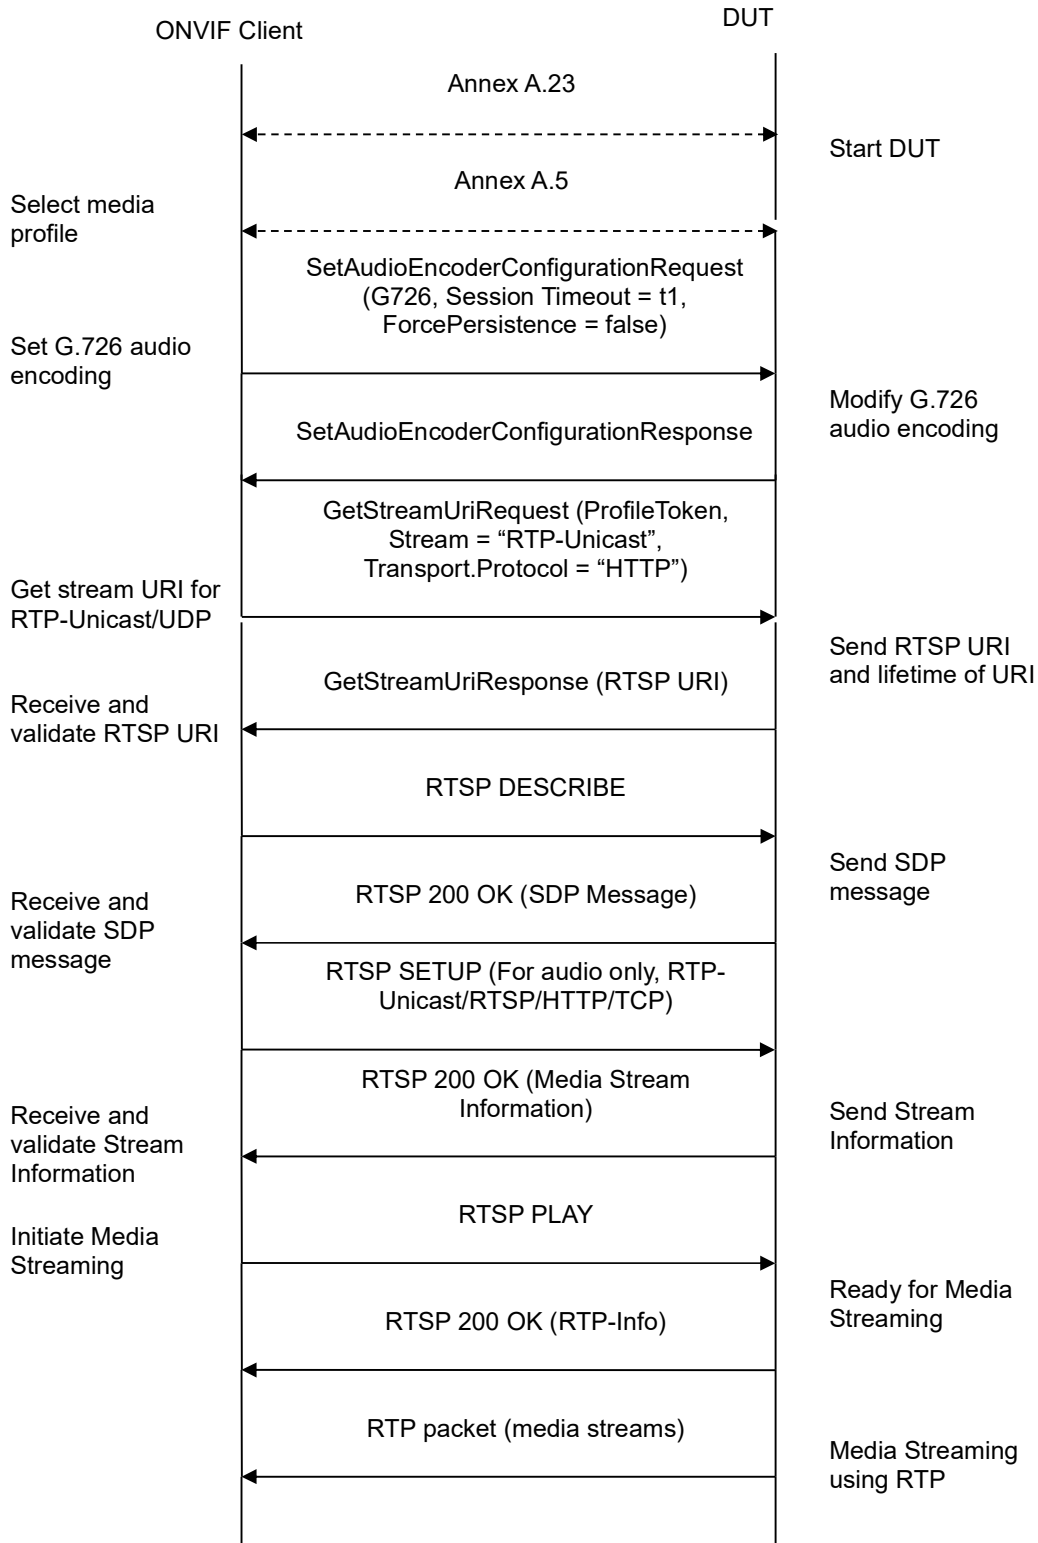 ONVIF Client
DUT
Annex A.23
Start DUT
Annex A.5
Select media
profile
SetAudioEncoderConfigurationRequest
(G726, Session Timeout = t1,
ForcePersistence = false)
Set G.726 audio
encoding
Modify G.726
audio encoding
SetAudioEncoderConfigurationResponse
GetStreamUriRequest (ProfileToken,
Stream = “RTP-Unicast”,
Transport.Protocol = “HTTP”)
Get stream URI for
RTP-Unicast/UDP
Send RTSP URI
and lifetime of URI
GetStreamUriResponse (RTSP URI)
Receive and
validate RTSP URI
RTSP DESCRIBE
Send SDP
message
RTSP 200 OK (SDP Message)
Receive and
validate SDP
message
RTSP SETUP (For audio only, RTP-
Unicast/RTSP/HTTP/TCP)
RTSP 200 OK (Media Stream
Information)
Send Stream
Information
Receive and
validate Stream
Information
RTSP PLAY
Initiate Media
Streaming
Ready for Media
Streaming
RTSP 200 OK (RTP-Info)
RTP packet (media streams)
Media Streaming
using RTP